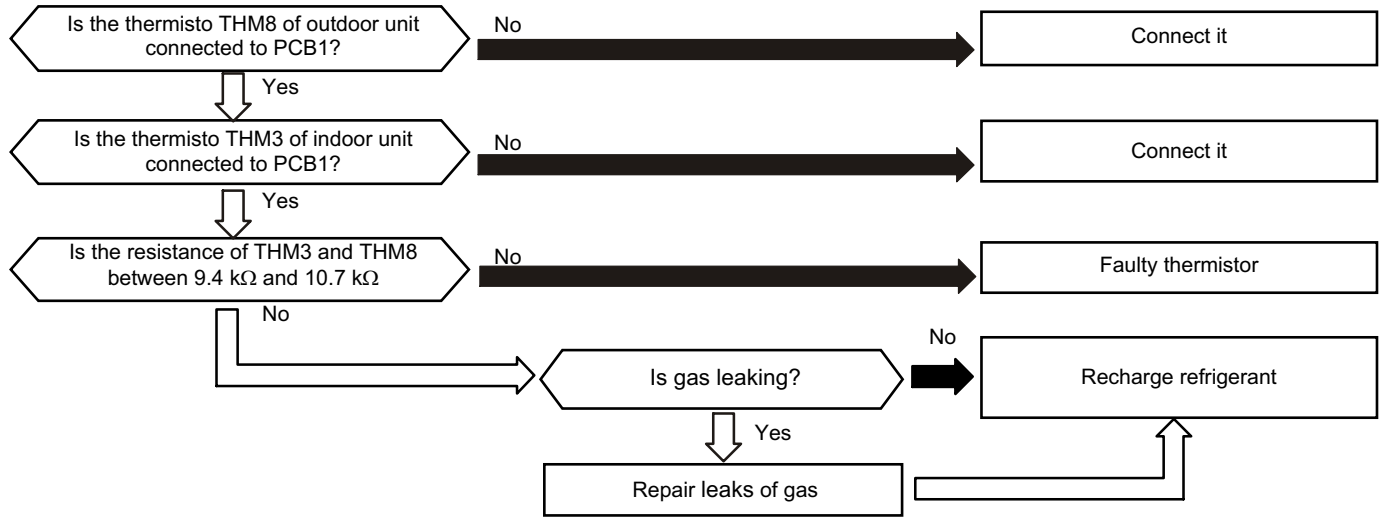 Is the thermisto THM8 of outdoor unit
connected to PCB1?
No
Connect it
Yes
Is the thermisto THM3 of indoor unit
connected to PCB1?
No
Connect it
Yes
Is the resistance of THM3 and THM8
between 9.4 kΩ and 10.7 kΩ
No
Faulty thermistor
No
Is gas leaking?
No
Recharge refrigerant
Yes
Repair leaks of gas